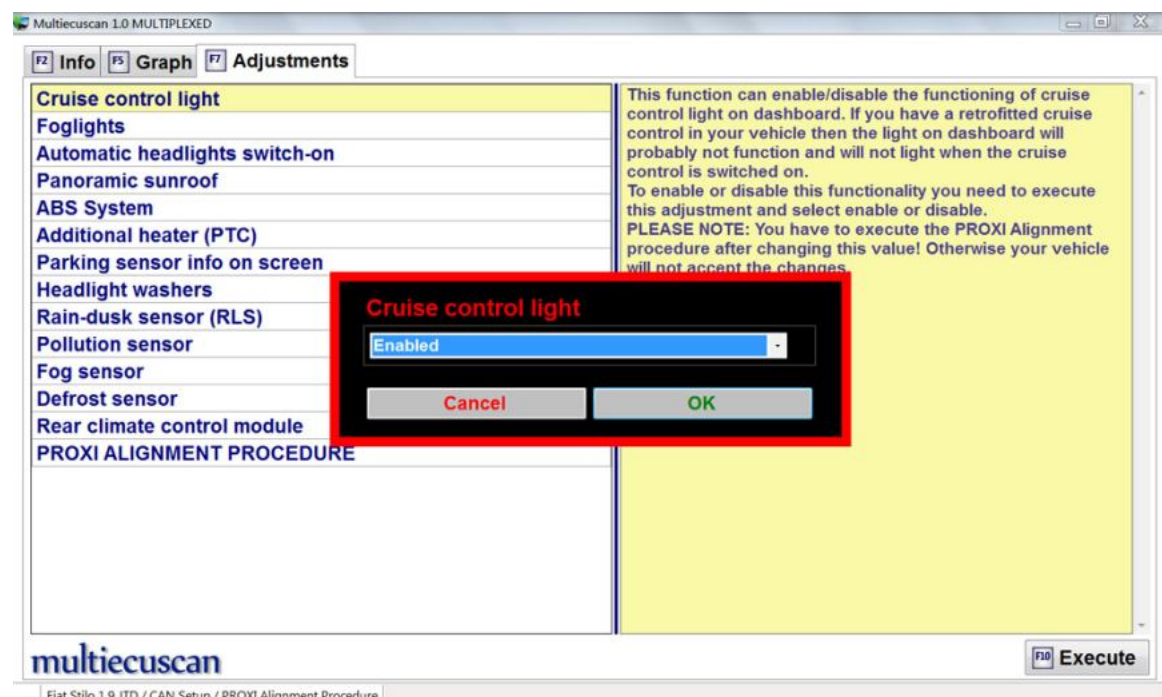 Multiecuscan 1.0 MULTIPLEXED
F2 Info F5 Graph F7 Adjustments
Cruise control light
Foglights
Automatic headlights switch-on
Panoramic sunroof
ABS System
Additional heater (PTC)
Parking sensor info on screen
Headlight washers
Rain-dusk sensor (RLS)
Pollution sensor
Fog sensor
Defrost sensor
Rear climate control module
PROXI ALIGNMENT PROCEDURE
This function can enable/disable the functioning of cruise
control light on dashboard. If you have a retrofitted cruise
control in your vehicle then the light on dashboard will
probably not function and will not light when the cruise
control is switched on.
To enable or disable this functionality you need to execute
this adjustment and select enable or disable.
PLEASE NOTE: You have to execute the PROXI Alignment
procedure after changing this value! Otherwise your vehicle
will not accept the changes.
Cruise control light
Enabled
Cancel OK
multiecuscan
F10 Execute
Fiat Stilo 1.9 JTD / CAN Setup / PROXI Alignment Procedure